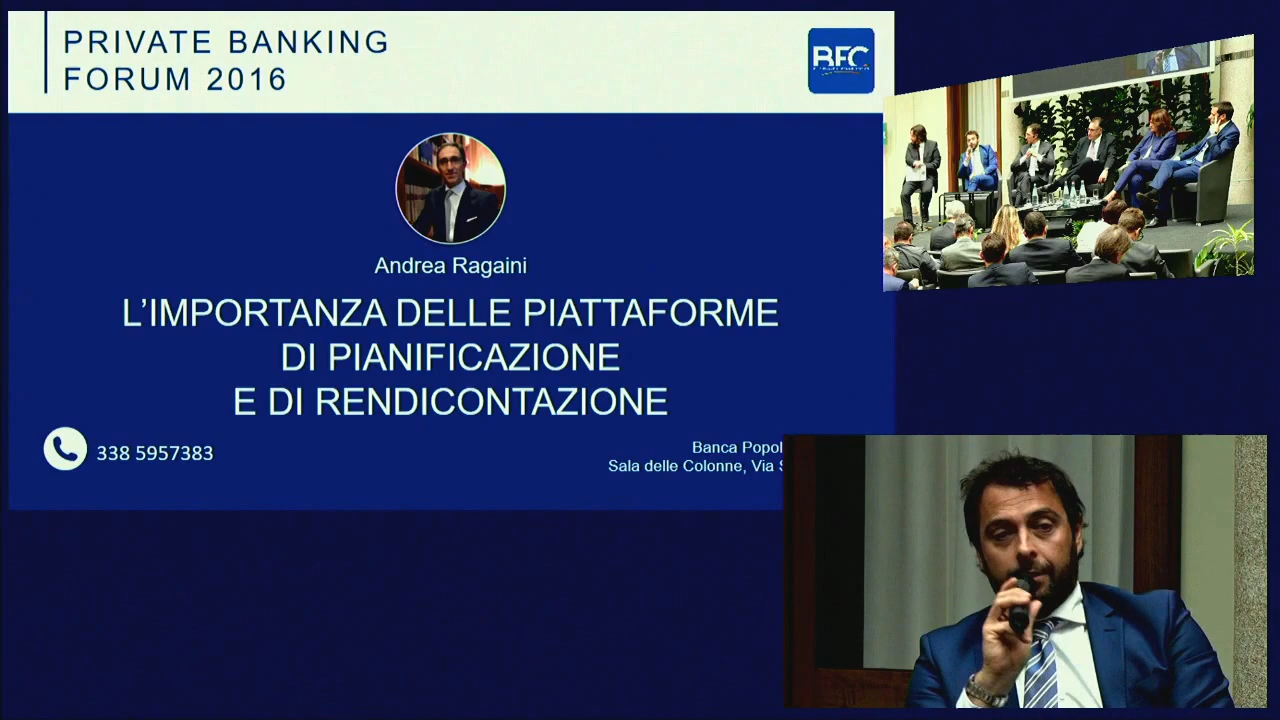 PRIVATE BANKING
FORUM 2016
BFC
Andrea Ragaini
L’IMPORTANZA DELLE PIATTAFORME
DI PIANIFICAZIONE
E DI RENDICONTAZIONE
338 5957383
Banca Popol
Sala delle Colonne, Via S